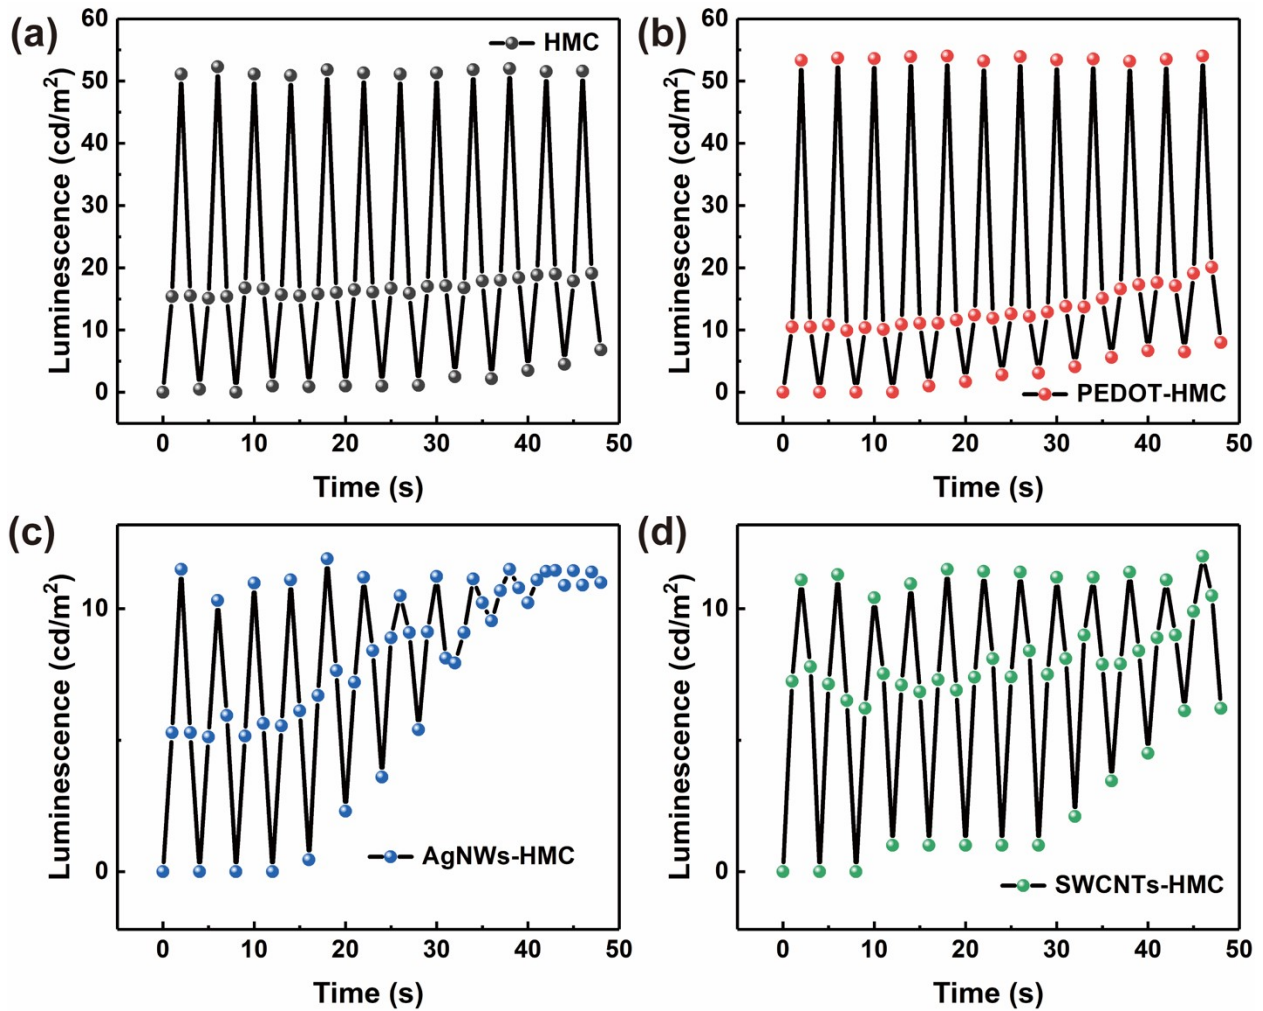 (a)
Luminescence (cd/m²)
60
50
40
30
20
10
0
HMC
0 10 20 30 40 50
Time (s)
(b)
Luminescence (cd/m²)
60
50
40
30
20
10
0
PEDOT-HMC
0 10 20 30 40 50
Time (s)
(c)
Luminescence (cd/m²)
10
0
AgNWs-HMC
0 10 20 30 40 50
Time (s)
(d)
Luminescence (cd/m²)
10
0
SWCNTs-HMC
0 10 20 30 40 50
Time (s)